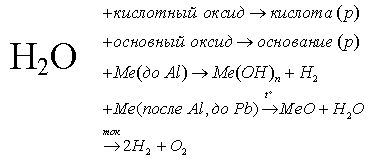 H₂O
+кислотный оксид → кислота (р)
+основный оксид → основание (р)
+Me(до Al) → Me(OH)ₙ + H₂
+Me(после Al, до Pb) t° → MeO + H₂O
ток → 2H₂ + O₂